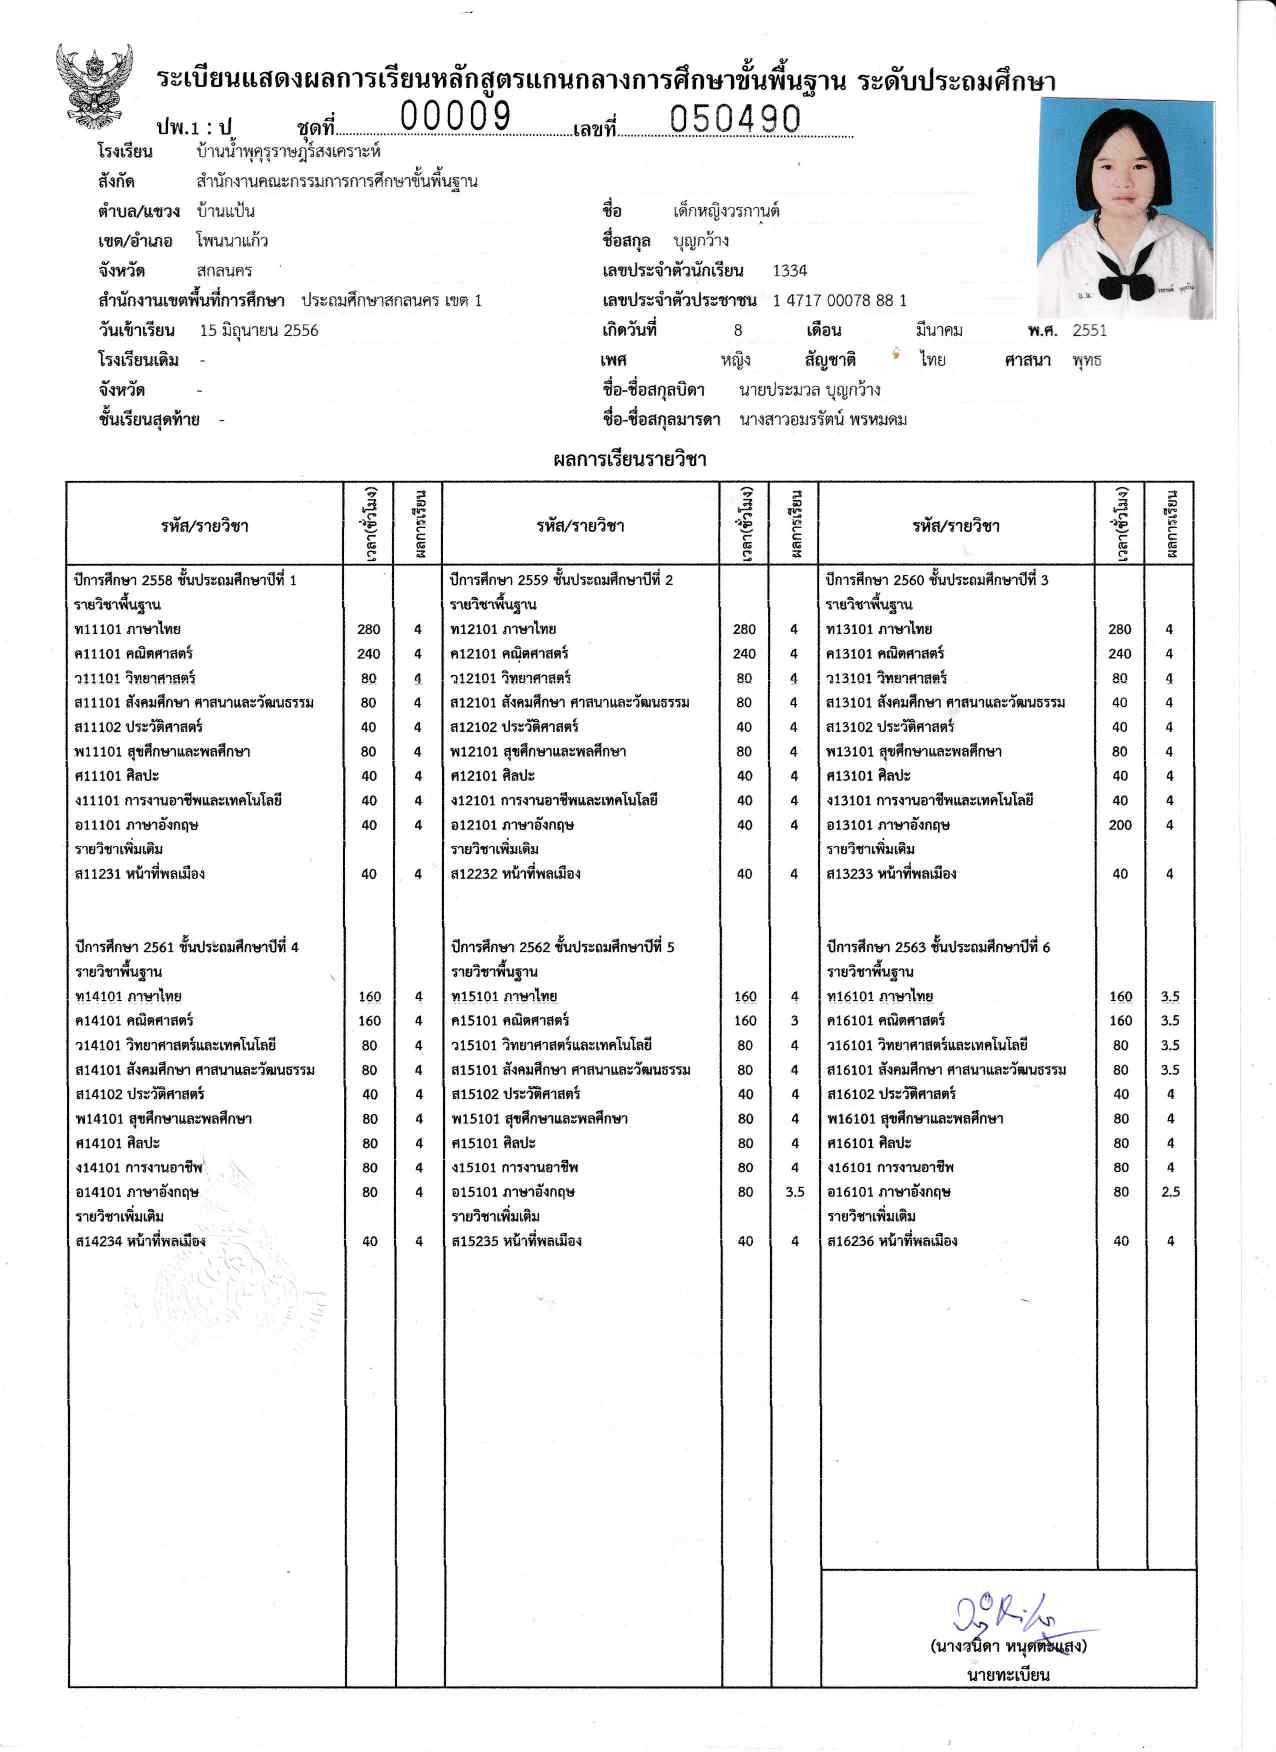 ระเบียนแสดงผลการเรียนหลักสูตรแกนกลางการศึกษาขั้นพื้นฐาน ระดับประถมศึกษา
ปพ.1 : ป ชุดที่ 00009 เลขที่ 050490
โรงเรียน บ้านน้ำพุคุรุราษฎร์สงเคราะห์
สังกัด สำนักงานคณะกรรมการการศึกษาขั้นพื้นฐาน
ตำบล/แขวง บ้านแป้น ชื่อ เด็กหญิงวรกานต์
เขต/อำเภอ โพนนาแก้ว ชื่อสกุล บุญกว้าง
จังหวัด สกลนคร เลขประจำตัวนักเรียน 1334
สำนักงานเขตพื้นที่การศึกษา ประถมศึกษาสกลนคร เขต 1 เลขประจำตัวประชาชน 1 4717 00078 88 1
วันเข้าเรียน 15 มิถุนายน 2556 เกิดวันที่ 8 เดือน มีนาคม พ.ศ. 2551
โรงเรียนเดิม - เพศ หญิง สัญชาติ ไทย ศาสนา พุทธ
จังหวัด - ชื่อ-ชื่อสกุลบิดา นายประมวล บุญกว้าง
ชั้นเรียนสุดท้าย - ชื่อ-ชื่อสกุลมารดา นางสาวอมรรัตน์ พรหมดม
ผลการเรียนรายวิชา
รหัส/รายวิชา เวลา(ชั่วโมง) ผลการเรียน รหัส/รายวิชา เวลา(ชั่วโมง) ผลการเรียน รหัส/รายวิชา เวลา(ชั่วโมง) ผลการเรียน
ปีการศึกษา 2558 ชั้นประถมศึกษาปีที่ 1 ปีการศึกษา 2559 ชั้นประถมศึกษาปีที่ 2 ปีการศึกษา 2560 ชั้นประถมศึกษาปีที่ 3
รายวิชาพื้นฐาน รายวิชาพื้นฐาน รายวิชาพื้นฐาน
ท11101 ภาษาไทย 280 4 ท12101 ภาษาไทย 280 4 ท13101 ภาษาไทย 280 4
ค11101 คณิตศาสตร์ 240 4 ค12101 คณิตศาสตร์ 240 4 ค13101 คณิตศาสตร์ 240 4
ว11101 วิทยาศาสตร์ 80 4 ว12101 วิทยาศาสตร์ 80 4 ว13101 วิทยาศาสตร์ 80 4
ส11101 สังคมศึกษา ศาสนาและวัฒนธรรม 80 4 ส12101 สังคมศึกษา ศาสนาและวัฒนธรรม 80 4 ส13101 สังคมศึกษา ศาสนาและวัฒนธรรม 40 4
ส11102 ประวัติศาสตร์ 40 4 ส12102 ประวัติศาสตร์ 40 4 ส13102 ประวัติศาสตร์ 40 4
พ11101 สุขศึกษาและพลศึกษา 80 4 พ12101 สุขศึกษาและพลศึกษา 80 4 พ13101 สุขศึกษาและพลศึกษา 80 4
ศ11101 ศิลปะ 40 4 ศ12101 ศิลปะ 40 4 ศ13101 ศิลปะ 40 4
ง11101 การงานอาชีพและเทคโนโลยี 40 4 ง12101 การงานอาชีพและเทคโนโลยี 40 4 ง13101 การงานอาชีพและเทคโนโลยี 40 4
อ11101 ภาษาอังกฤษ 40 4 อ12101 ภาษาอังกฤษ 40 4 อ13101 ภาษาอังกฤษ 200 4
รายวิชาเพิ่มเติม รายวิชาเพิ่มเติม รายวิชาเพิ่มเติม
ส11231 หน้าที่พลเมือง 40 4 ส12232 หน้าที่พลเมือง 40 4 ส13233 หน้าที่พลเมือง 40 4
ปีการศึกษา 2561 ชั้นประถมศึกษาปีที่ 4 ปีการศึกษา 2562 ชั้นประถมศึกษาปีที่ 5 ปีการศึกษา 2563 ชั้นประถมศึกษาปีที่ 6
รายวิชาพื้นฐาน รายวิชาพื้นฐาน รายวิชาพื้นฐาน
ท14101 ภาษาไทย 160 4 ท15101 ภาษาไทย 160 4 ท16101 ภาษาไทย 160 3.5
ค14101 คณิตศาสตร์ 160 4 ค15101 คณิตศาสตร์ 160 3 ค16101 คณิตศาสตร์ 160 3.5
ว14101 วิทยาศาสตร์และเทคโนโลยี 80 4 ว15101 วิทยาศาสตร์และเทคโนโลยี 80 4 ว16101 วิทยาศาสตร์และเทคโนโลยี 80 3.5
ส14101 สังคมศึกษา ศาสนาและวัฒนธรรม 80 4 ส15101 สังคมศึกษา ศาสนาและวัฒนธรรม 80 4 ส16101 สังคมศึกษา ศาสนาและวัฒนธรรม 80 3.5
ส14102 ประวัติศาสตร์ 40 4 ส15102 ประวัติศาสตร์ 40 4 ส16102 ประวัติศาสตร์ 40 4
พ14101 สุขศึกษาและพลศึกษา 80 4 พ15101 สุขศึกษาและพลศึกษา 80 4 พ16101 สุขศึกษาและพลศึกษา 80 4
ศ14101 ศิลปะ 80 4 ศ15101 ศิลปะ 80 4 ศ16101 ศิลปะ 80 4
ง14101 การงานอาชีพ 80 4 ง15101 การงานอาชีพ 80 4 ง16101 การงานอาชีพ 80 4
อ14101 ภาษาอังกฤษ 80 4 อ15101 ภาษาอังกฤษ 80 3.5 อ16101 ภาษาอังกฤษ 80 2.5
รายวิชาเพิ่มเติม รายวิชาเพิ่มเติม รายวิชาเพิ่มเติม
ส14234 หน้าที่พลเมือง 40 4 ส15235 หน้าที่พลเมือง 40 4 ส16236 หน้าที่พลเมือง 40 4
(นางวนิดา หนุดตะแสง)
นายทะเบียน